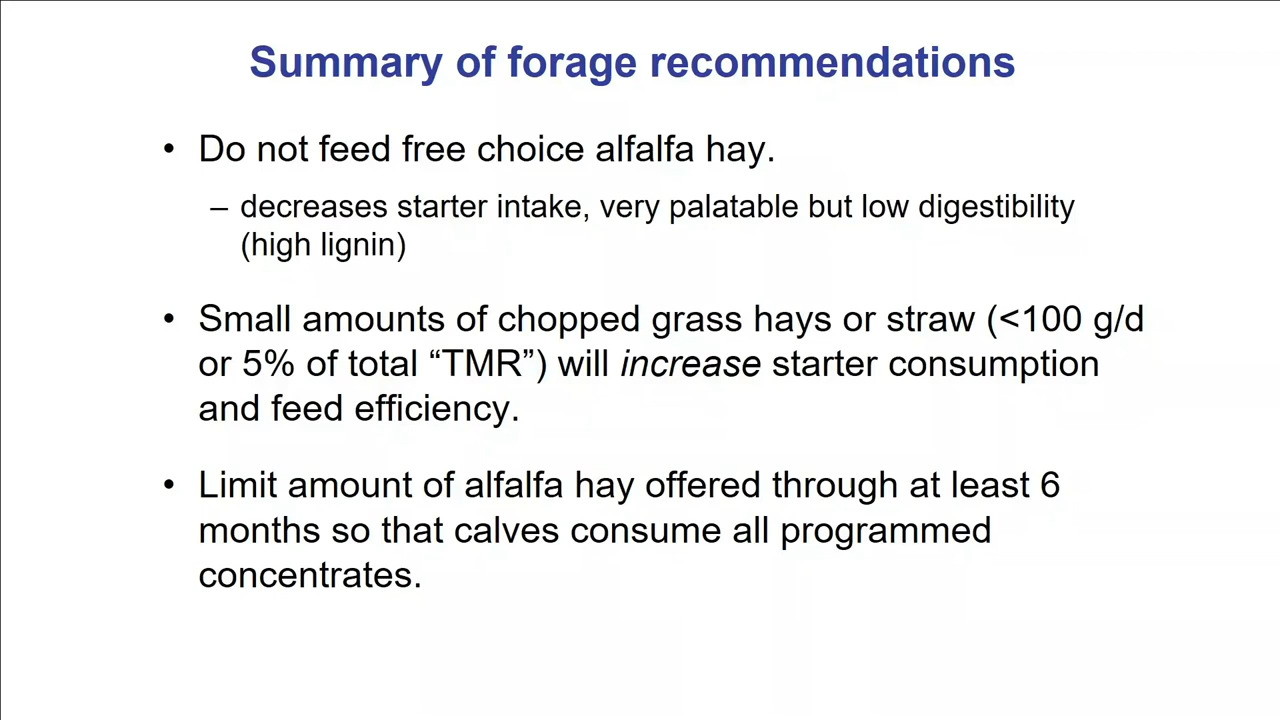 Summary of forage recommendations
• Do not feed free choice alfalfa hay.
– decreases starter intake, very palatable but low digestibility
(high lignin)
• Small amounts of chopped grass hays or straw (<100 g/d
or 5% of total “TMR”) will increase starter consumption
and feed efficiency.
• Limit amount of alfalfa hay offered through at least 6
months so that calves consume all programmed
concentrates.